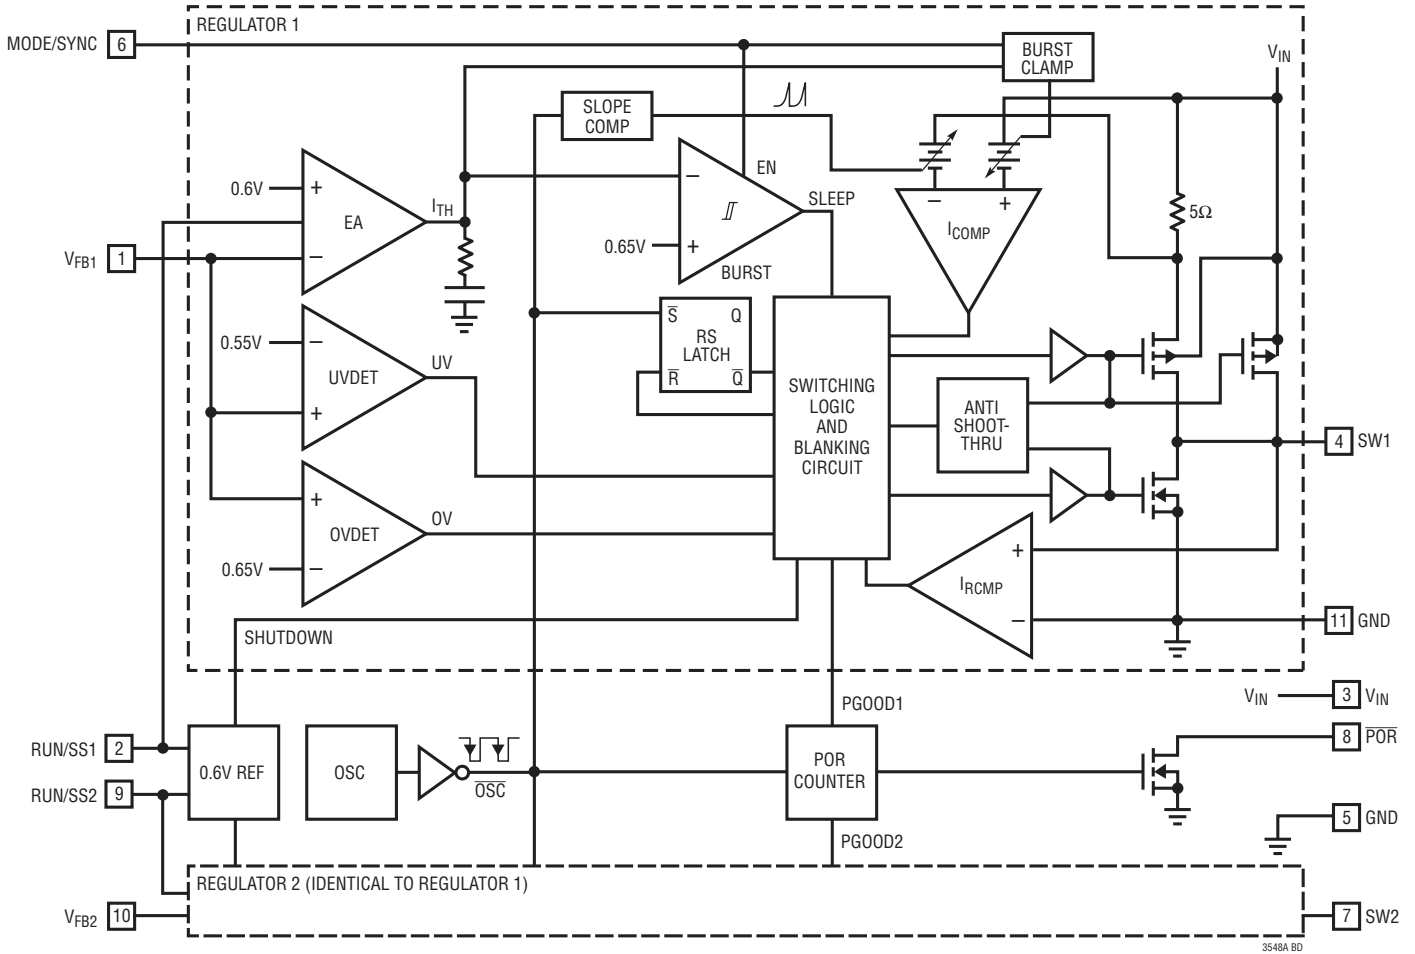 REGULATOR 1
MODE/SYNC 6
BURST
CLAMP
VIN
SLOPE
COMP
EN
0.6V
+
EA
−
ITH
−
SLEEP
0.65V
+
BURST
−
+
ICOMP
5Ω
VFB1 1
S̅ Q
RS
LATCH
R̅ Q̅
0.55V
−
UVDET
+
UV
SWITCHING
LOGIC
AND
BLANKING
CIRCUIT
ANTI
SHOOT-
THRU
4 SW1
+
OVDET
0.65V
−
OV
+
IRCMP
−
11 GND
SHUTDOWN
PGOOD1
VIN 3 VIN
RUN/SS1 2
RUN/SS2 9
0.6V REF
OSC
O̅S̅C̅
POR
COUNTER
8 P̅O̅R̅
5 GND
PGOOD2
REGULATOR 2 (IDENTICAL TO REGULATOR 1)
VFB2 10
7 SW2
3548A BD